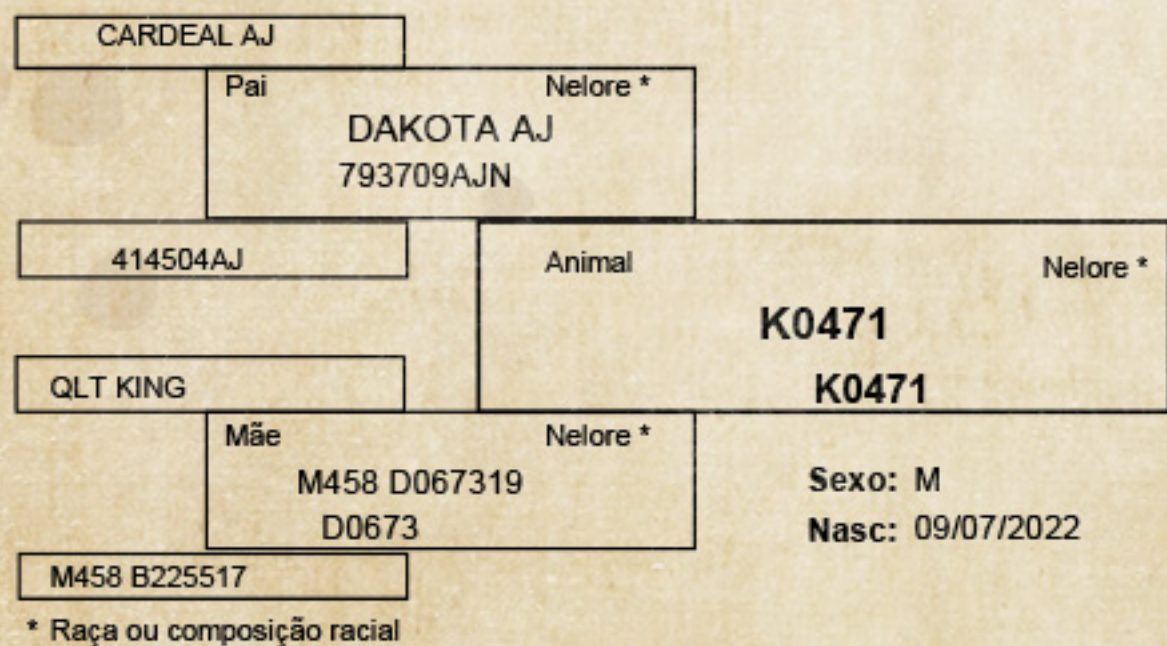 CARDEAL AJ
Pai Nelore *
DAKOTA AJ
793709AJN
414504AJ
Animal Nelore *
K0471
K0471
QLT KING
Mãe Nelore *
M458 D067319
D0673
Sexo: M
Nasc: 09/07/2022
M458 B225517
* Raça ou composição racial